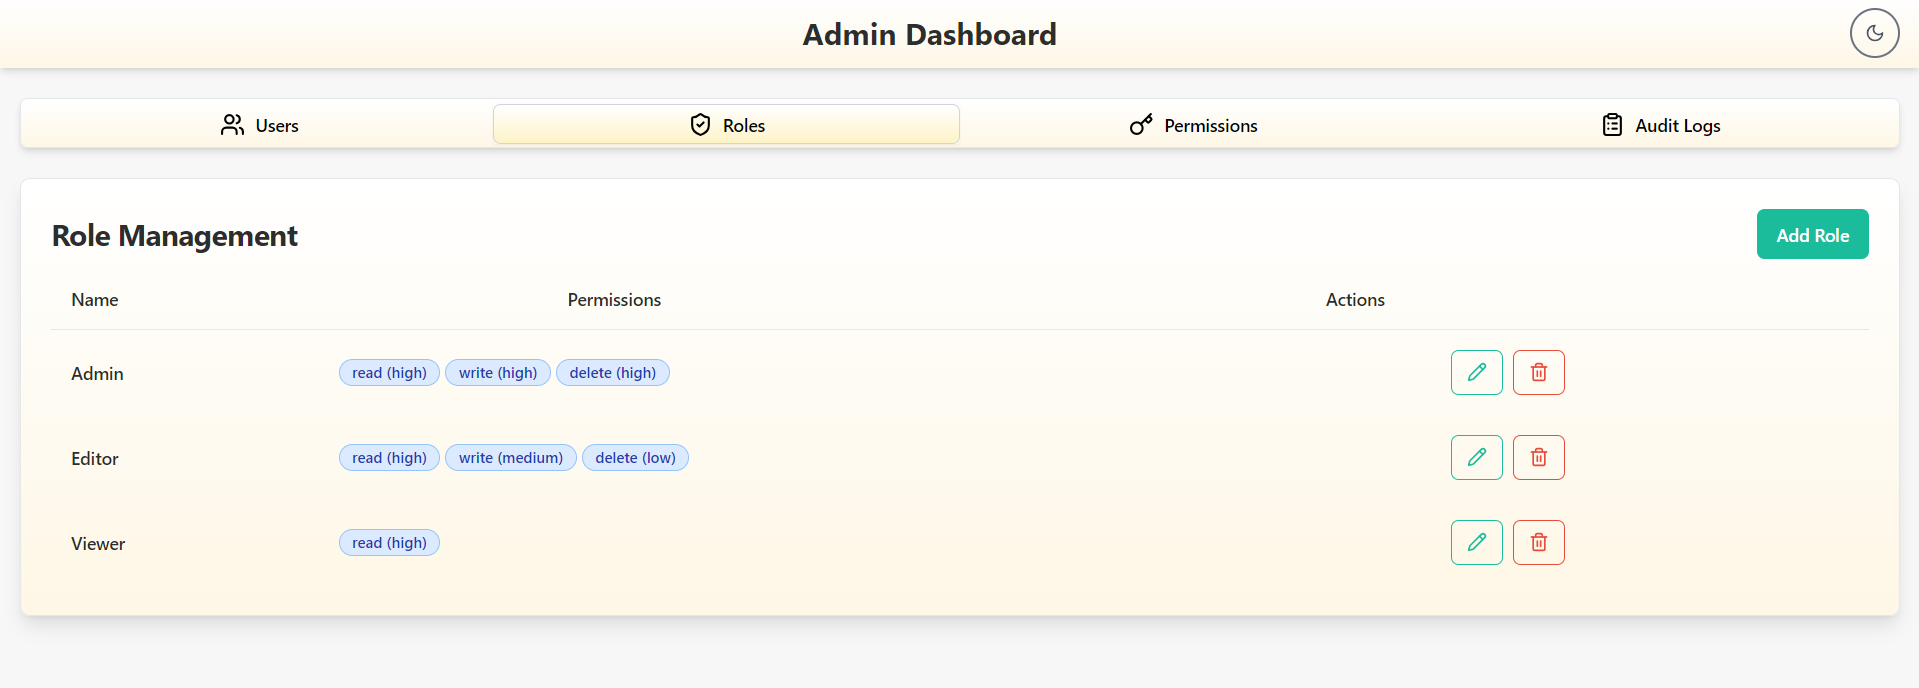 Admin Dashboard
Users Roles Permissions Audit Logs
Role Management Add Role
Name Permissions Actions
Admin read (high) write (high) delete (high)
Editor read (high) write (medium) delete (low)
Viewer read (high)